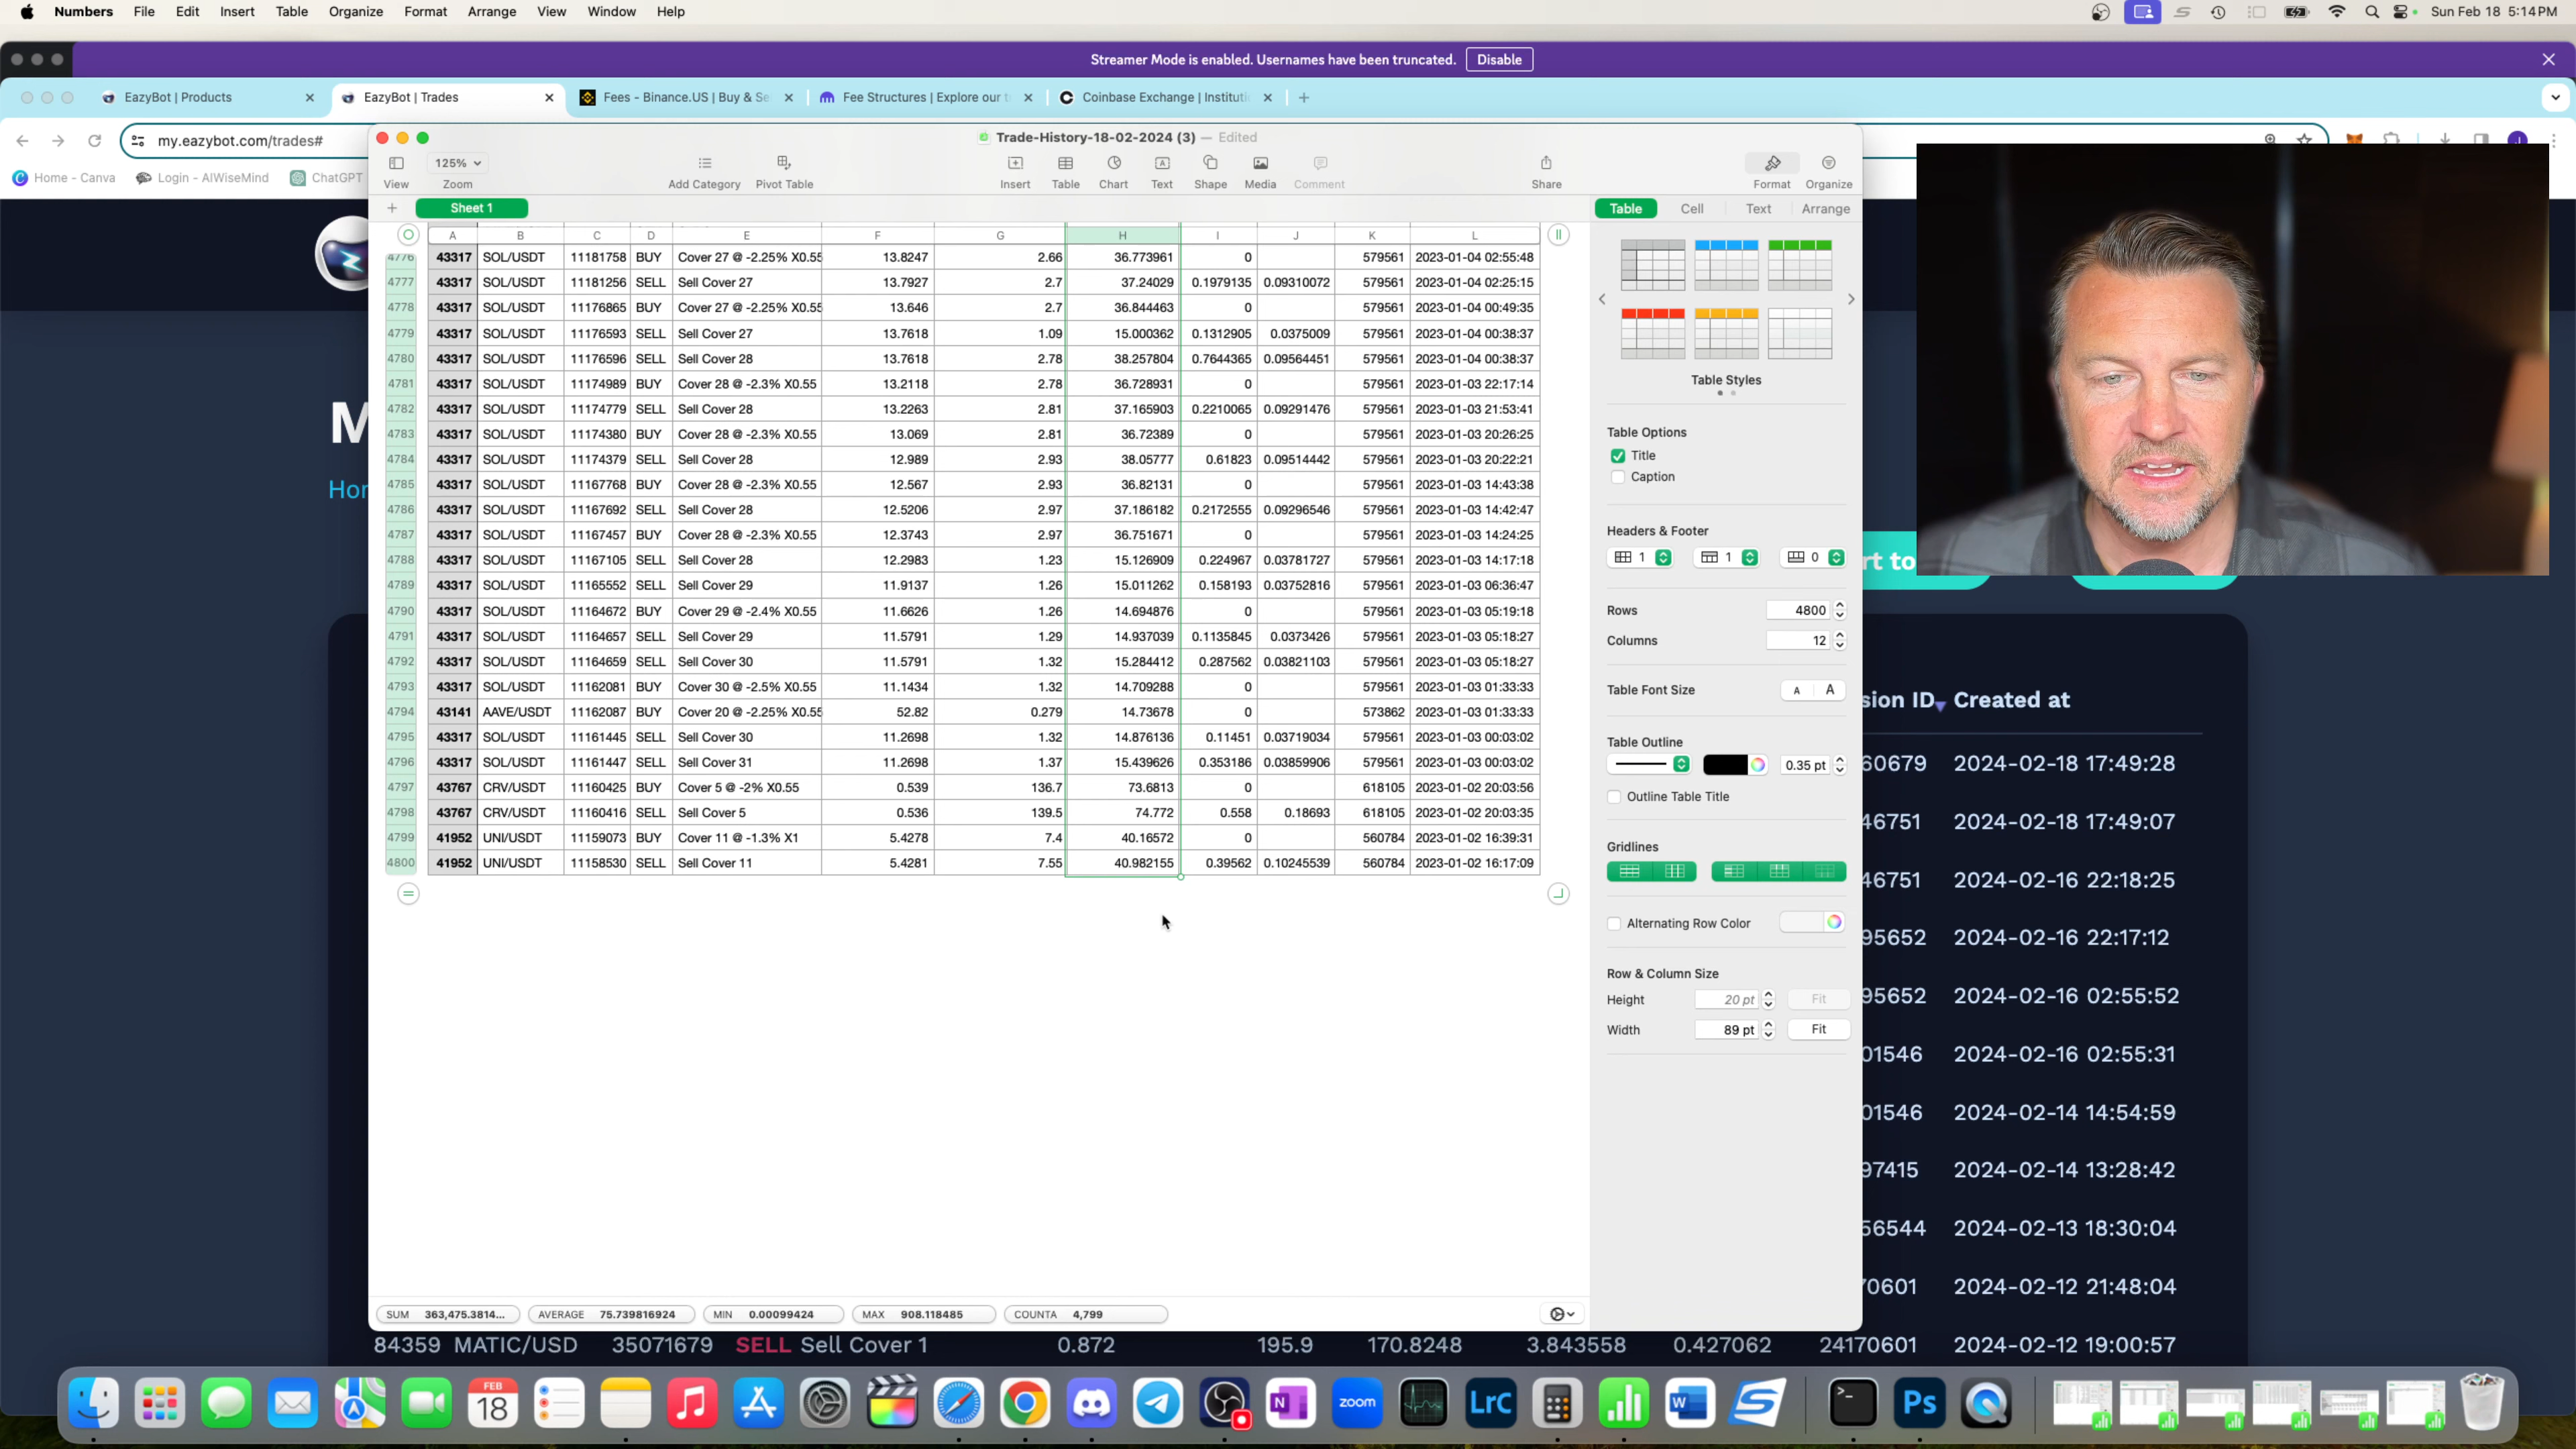 Numbers File Edit Insert Table Organize Format Arrange View Window Help Sun Feb 18 5:14 PM
Streamer Mode is enabled. Usernames have been truncated. Disable
EazyBot | Products EazyBot | Trades Fees - Binance.US | Buy & Se Fee Structures | Explore our t Coinbase Exchange | Instituti
my.eazybot.com/trades#
Home - Canva Login - AIWiseMind ChatGPT
Trade-History-18-02-2024 (3) — Edited
125%
View Zoom Add Category Pivot Table Insert Table Chart Text Shape Media Comment Share Format Organize
Sheet 1
Table Cell Text Arrange
A B C D E F G H I J K L
4776 43317 SOL/USDT 11181758 BUY Cover 27 @ -2.25% X0.55 13.8247 2.66 36.773961 0 579561 2023-01-04 02:55:48
4777 43317 SOL/USDT 11181256 SELL Sell Cover 27 13.7927 2.7 37.24029 0.1979135 0.09310072 579561 2023-01-04 02:25:15
4778 43317 SOL/USDT 11176865 BUY Cover 27 @ -2.25% X0.55 13.646 2.7 36.844463 0 579561 2023-01-04 00:49:35
4779 43317 SOL/USDT 11176593 SELL Sell Cover 27 13.7618 1.09 15.000362 0.1312905 0.0375009 579561 2023-01-04 00:38:37
4780 43317 SOL/USDT 11176596 SELL Sell Cover 28 13.7618 2.78 38.257804 0.7644365 0.09564451 579561 2023-01-04 00:38:37
4781 43317 SOL/USDT 11174989 BUY Cover 28 @ -2.3% X0.55 13.2118 2.78 36.728931 0 579561 2023-01-03 22:17:14
4782 43317 SOL/USDT 11174779 SELL Sell Cover 28 13.2263 2.81 37.165903 0.2210065 0.09291476 579561 2023-01-03 21:53:41
4783 43317 SOL/USDT 11174380 BUY Cover 28 @ -2.3% X0.55 13.069 2.81 36.72389 0 579561 2023-01-03 20:26:25
4784 43317 SOL/USDT 11174379 SELL Sell Cover 28 12.989 2.93 38.05777 0.61823 0.09514442 579561 2023-01-03 20:22:21
4785 43317 SOL/USDT 11167768 BUY Cover 28 @ -2.3% X0.55 12.567 2.93 36.82131 0 579561 2023-01-03 14:43:38
4786 43317 SOL/USDT 11167692 SELL Sell Cover 28 12.5206 2.97 37.186182 0.2172555 0.09296546 579561 2023-01-03 14:42:47
4787 43317 SOL/USDT 11167457 BUY Cover 28 @ -2.3% X0.55 12.3743 2.97 36.751671 0 579561 2023-01-03 14:24:25
4788 43317 SOL/USDT 11167105 SELL Sell Cover 28 12.2983 1.23 15.126909 0.224967 0.03781727 579561 2023-01-03 14:17:18
4789 43317 SOL/USDT 11165552 SELL Sell Cover 29 11.9137 1.26 15.011262 0.158193 0.03752816 579561 2023-01-03 06:36:47
4790 43317 SOL/USDT 11164672 BUY Cover 29 @ -2.4% X0.55 11.6626 1.26 14.694876 0 579561 2023-01-03 05:19:18
4791 43317 SOL/USDT 11164657 SELL Sell Cover 29 11.5791 1.29 14.937039 0.1135845 0.0373426 579561 2023-01-03 05:18:27
4792 43317 SOL/USDT 11164659 SELL Sell Cover 30 11.5791 1.32 15.284412 0.287562 0.03821103 579561 2023-01-03 05:18:27
4793 43317 SOL/USDT 11162081 BUY Cover 30 @ -2.5% X0.55 11.1434 1.32 14.709288 0 579561 2023-01-03 01:33:33
4794 43141 AAVE/USDT 11162087 BUY Cover 20 @ -2.25% X0.55 52.82 0.279 14.73678 0 573862 2023-01-03 01:33:33
4795 43317 SOL/USDT 11161445 SELL Sell Cover 30 11.2698 1.32 14.876136 0.11451 0.03719034 579561 2023-01-03 00:03:02
4796 43317 SOL/USDT 11161447 SELL Sell Cover 31 11.2698 1.37 15.439626 0.353186 0.03859906 579561 2023-01-03 00:03:02
4797 43767 CRV/USDT 11160425 BUY Cover 5 @ -2% X0.55 0.539 136.7 73.6813 0 618105 2023-01-02 20:03:56
4798 43767 CRV/USDT 11160416 SELL Sell Cover 5 0.536 139.5 74.772 0.558 0.18693 618105 2023-01-02 20:03:35
4799 41952 UNI/USDT 11159073 BUY Cover 11 @ -1.3% X1 5.4278 7.4 40.16572 0 560784 2023-01-02 16:39:31
4800 41952 UNI/USDT 11158530 SELL Sell Cover 11 5.4281 7.55 40.982155 0.39562 0.10245539 560784 2023-01-02 16:17:09
SUM 363,475.3814... AVERAGE 75.739816924 MIN 0.00099424 MAX 908.118485 COUNTA 4,799
Table Styles
Table Options
Title
Caption
Headers & Footer
1 1 0
Rows 4800
Columns 12
Table Font Size A A
Table Outline
0.35 pt
Outline Table Title
Gridlines
Alternating Row Color
Row & Column Size
Height 20 pt Fit
Width 89 pt Fit
M
Hor
rt to
sion ID Created at
60679 2024-02-18 17:49:28
46751 2024-02-18 17:49:07
46751 2024-02-16 22:18:25
95652 2024-02-16 22:17:12
95652 2024-02-16 02:55:52
01546 2024-02-16 02:55:31
01546 2024-02-14 14:54:59
97415 2024-02-14 13:28:42
56544 2024-02-13 18:30:04
70601 2024-02-12 21:48:04
84359 MATIC/USD 35071679 SELL Sell Cover 1 0.872 195.9 170.8248 3.843558 0.427062 24170601 2024-02-12 19:00:57
FEB
18
N
zoom
LrC
W
Ps